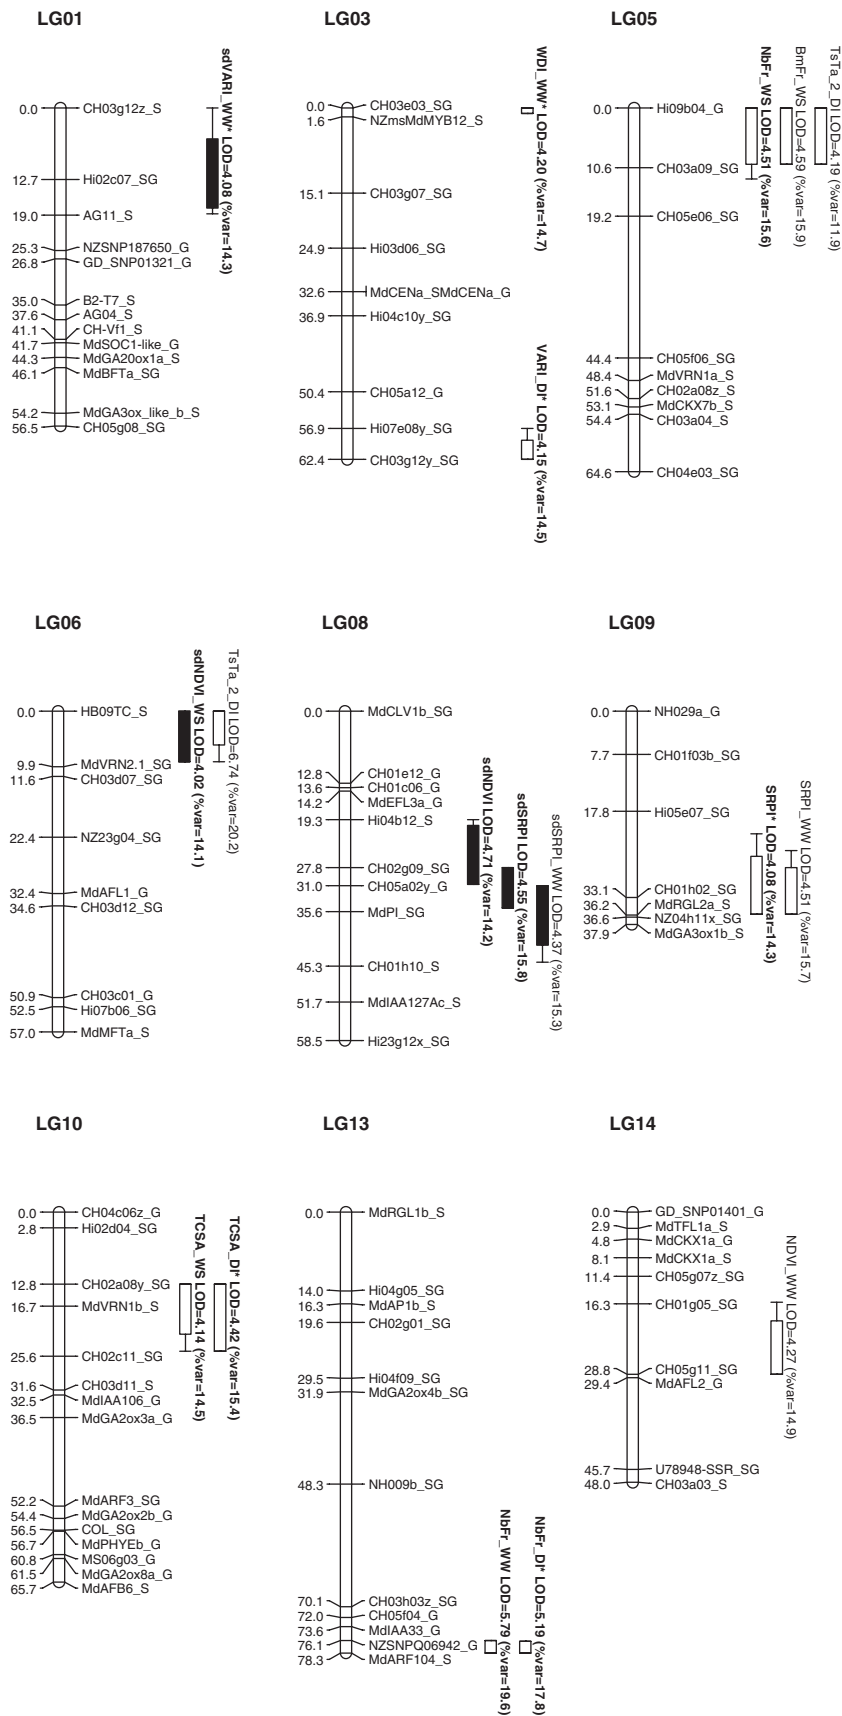 LG01
0.0 CH03g12z_S
12.7 Hi02c07_SG
19.0 AG11_S
25.3 NZSNP187650_G
26.8 GD_SNP01321_G
35.0 B2-T7_S
37.6 AG04_S
41.1 CH-Vf1_S
41.7 MdSOC1-like_G
44.3 MdGA20ox1a_S
46.1 MdBFTa_SG
54.2 MdGA3ox_like_b_S
56.5 CH05g08_SG
sdVARI_WW* LOD=4.08 (%var=14.3)
LG03
0.0 CH03e03_SG
1.6 NZmsMdMYB12_S
15.1 CH03g07_SG
24.9 Hi03d06_SG
32.6 MdCENa_SMdCENa_G
36.9 Hi04c10y_SG
50.4 CH05a12_G
56.9 Hi07e08y_SG
62.4 CH03g12y_SG
WDI_WW* LOD=4.20 (%var=14.7)
VARI_DI* LOD=4.15 (%var=14.5)
LG05
0.0 Hi09b04_G
10.6 CH03a09_SG
19.2 CH05e06_SG
44.4 CH05f06_SG
48.4 MdVRN1a_S
51.6 CH02a08z_S
53.1 MdCKX7b_S
54.4 CH03a04_S
64.6 CH04e03_SG
NbFr_WS LOD=4.51 (%var=15.6)
BmFr_WS LOD=4.59 (%var=15.9)
TsTa_2_DI LOD=4.19 (%var=11.9)
LG06
0.0 HB09TC_S
9.9 MdVRN2.1_SG
11.6 CH03d07_SG
22.4 NZ23g04_SG
32.4 MdAFL1_G
34.6 CH03d12_SG
50.9 CH03c01_G
52.5 Hi07b06_SG
57.0 MdMFTa_S
sdNDVI_WS LOD=4.02 (%var=14.1)
TsTa_2_DI LOD=6.74 (%var=20.2)
LG08
0.0 MdCLV1b_SG
12.8 CH01e12_G
13.6 CH01c06_G
14.2 MdEFL3a_G
19.3 Hi04b12_S
27.8 CH02g09_SG
31.0 CH05a02y_G
35.6 MdPI_SG
45.3 CH01h10_S
51.7 MdIAA127Ac_S
58.5 Hi23g12x_SG
sdNDVI LOD=4.71 (%var=14.2)
sdSRPI LOD=4.55 (%var=15.8)
sdSRPI_WW LOD=4.37 (%var=15.3)
LG09
0.0 NH029a_G
7.7 CH01f03b_SG
17.8 Hi05e07_SG
33.1 CH01h02_SG
36.2 MdRGL2a_S
36.6 NZ04h11x_SG
37.9 MdGA3ox1b_S
SRPI* LOD=4.08 (%var=14.3)
SRPI_WW LOD=4.51 (%var=15.7)
LG10
0.0 CH04c06z_G
2.8 Hi02d04_SG
12.8 CH02a08y_SG
16.7 MdVRN1b_S
25.6 CH02c11_SG
31.6 CH03d11_S
32.5 MdIAA106_G
36.5 MdGA2ox3a_G
52.2 MdARF3_SG
54.4 MdGA2ox2b_G
56.5 COL_SG
56.7 MdPHYEb_G
60.8 MS06g03_G
61.5 MdGA2ox8a_G
65.7 MdAFB6_S
TCSA_WS LOD=4.14 (%var=14.5)
TCSA_DI* LOD=4.42 (%var=15.4)
LG13
0.0 MdRGL1b_S
14.0 Hi04g05_SG
16.3 MdAP1b_S
19.6 CH02g01_SG
29.5 Hi04f09_SG
31.9 MdGA2ox4b_SG
48.3 NH009b_SG
70.1 CH03h03z_SG
72.0 CH05f04_G
73.6 MdIAA33_G
76.1 NZSNPQ06942_G
78.3 MdARF104_S
NbFr_WW LOD=5.79 (%var=19.6)
NbFr_DI* LOD=5.19 (%var=17.8)
LG14
0.0 GD_SNP01401_G
2.9 MdTFL1a_S
4.8 MdCKX1a_G
8.1 MdCKX1a_S
11.4 CH05g07z_SG
16.3 CH01g05_SG
28.8 CH05g11_SG
29.4 MdAFL2_G
45.7 U78948-SSR_SG
48.0 CH03a03_S
NDVI_WW LOD=4.27 (%var=14.9)